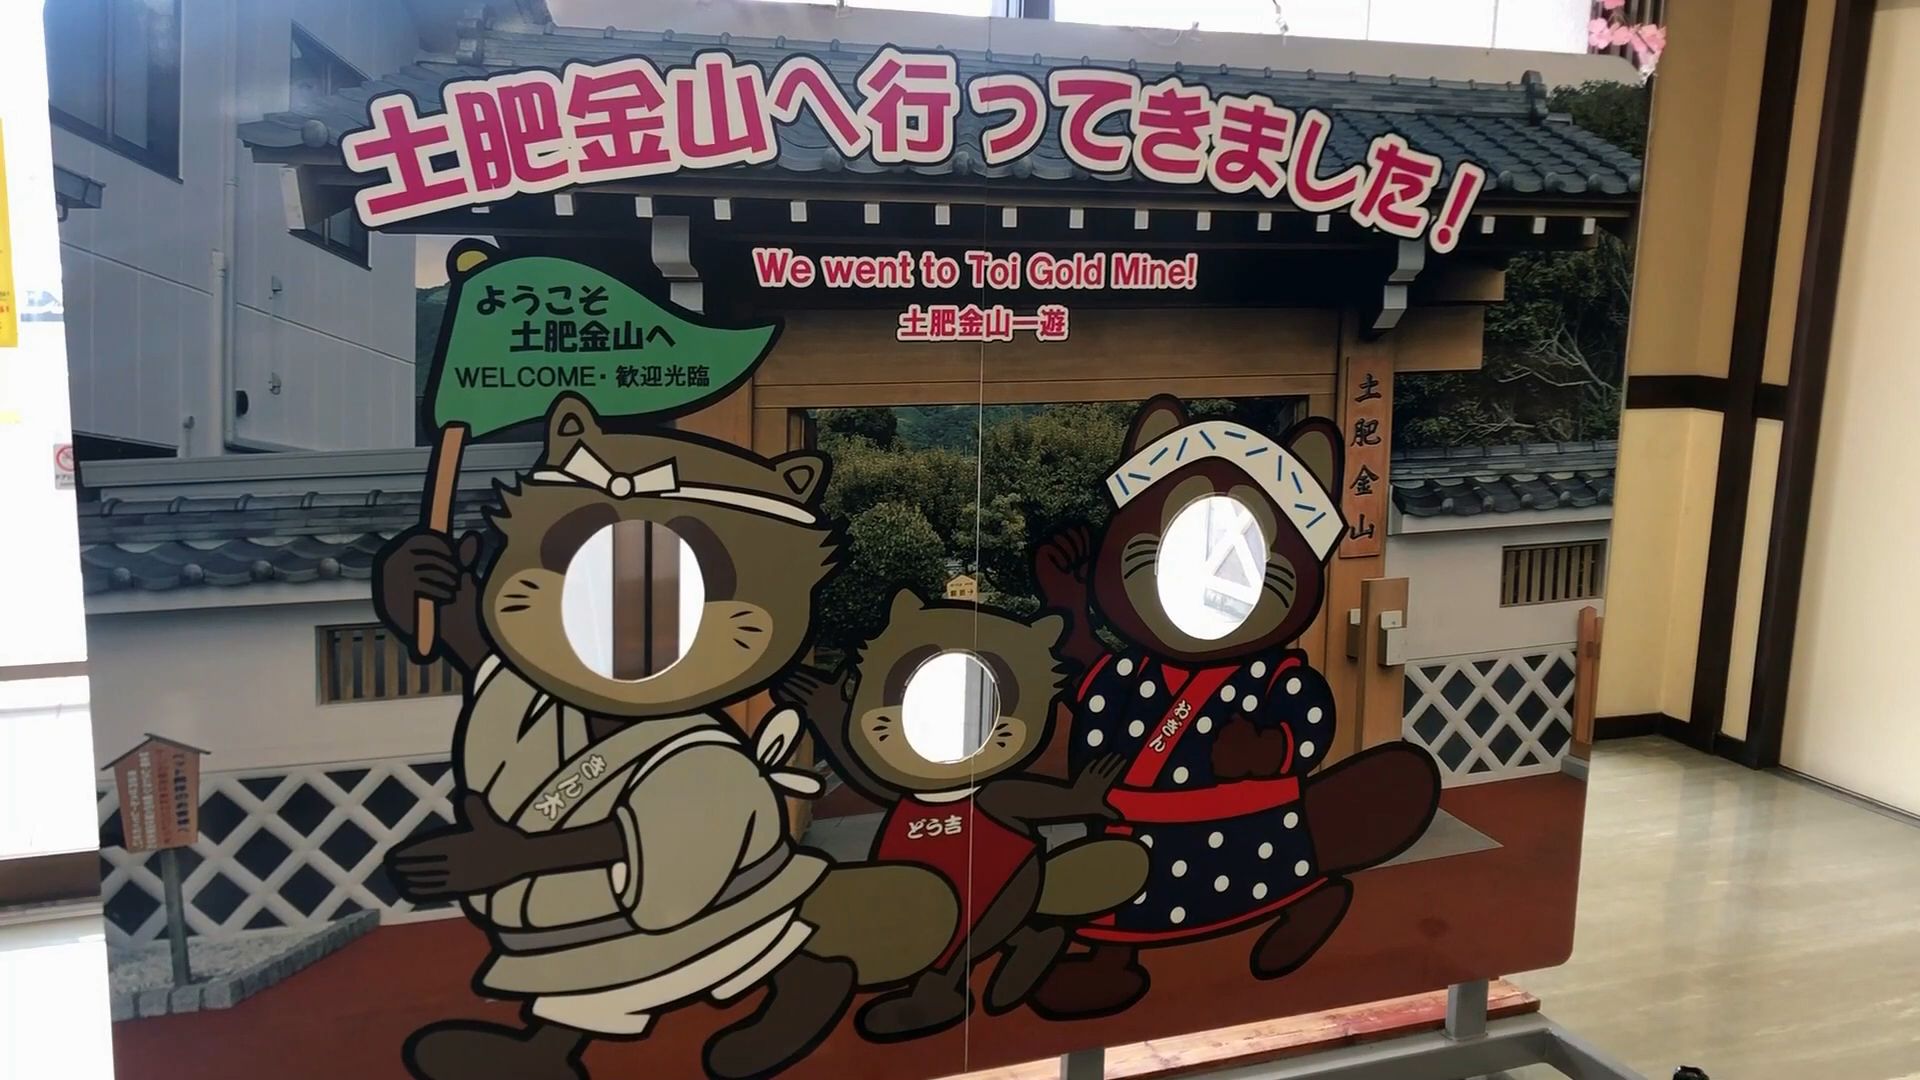 土肥金山へ行ってきました!
We went to Toi Gold Mine!
土肥金山一遊
ようこそ
土肥金山へ
WELCOME・歓迎光臨
土肥金山
きん太
どう吉
おぎん